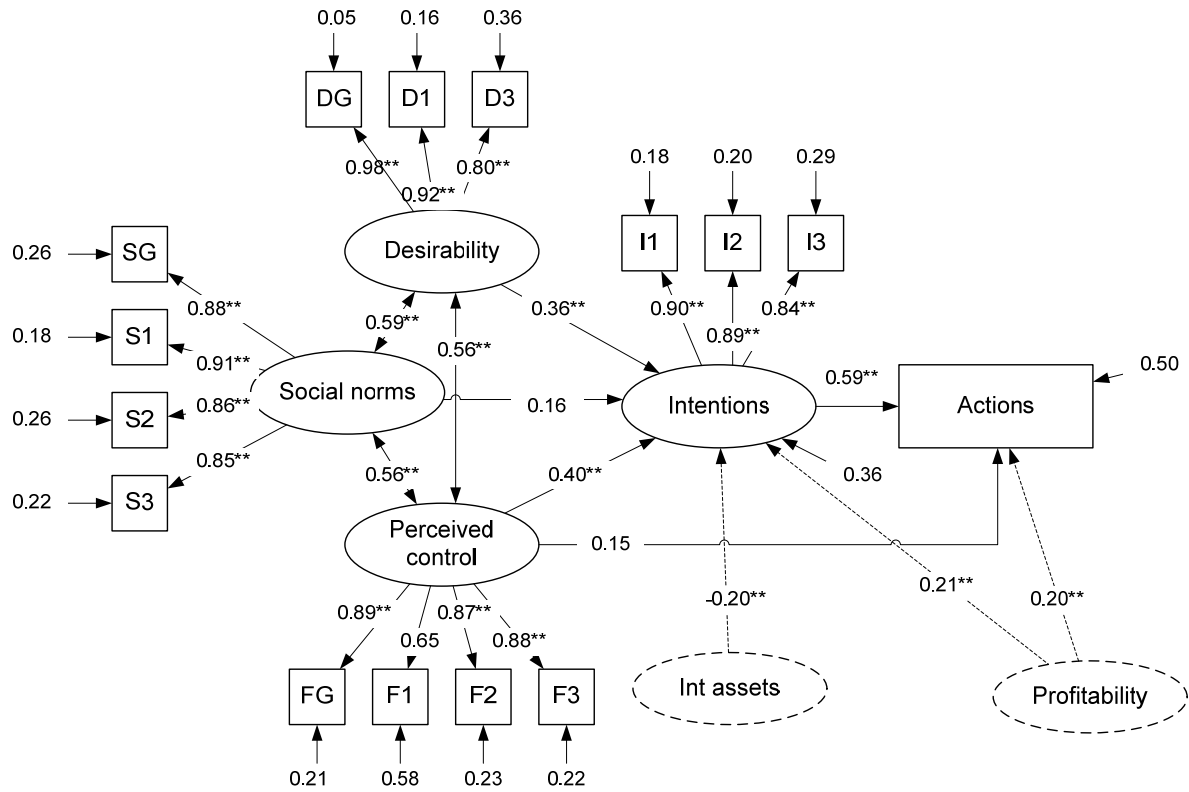 0.05 0.16 0.36
DG D1 D3
0.98** 0.92** 0.80**
0.18 0.20 0.29
I1 I2 I3
0.90** 0.89** 0.84**
Desirability
0.26 SG
0.88**
0.18 S1
0.91**
0.26 S2
0.86**
0.22 S3
0.85**
Social norms
0.59**
0.56**
0.56**
0.36**
0.16
0.40**
Intentions
0.59**
Actions
0.50
0.36
Perceived
control
0.15
0.89** 0.65 0.87** 0.88**
FG F1 F2 F3
0.21 0.58 0.23 0.22
-0.20**
Int assets
0.21**
0.20**
Profitability